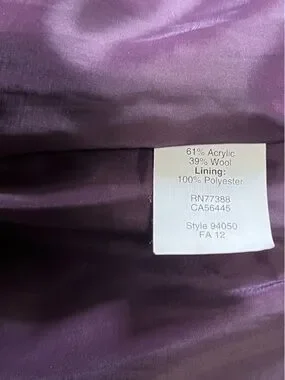 61% Acrylic
39% Wool
Lining:
100% Polyester
RN77388
CA56445
Style 94050
FA 12